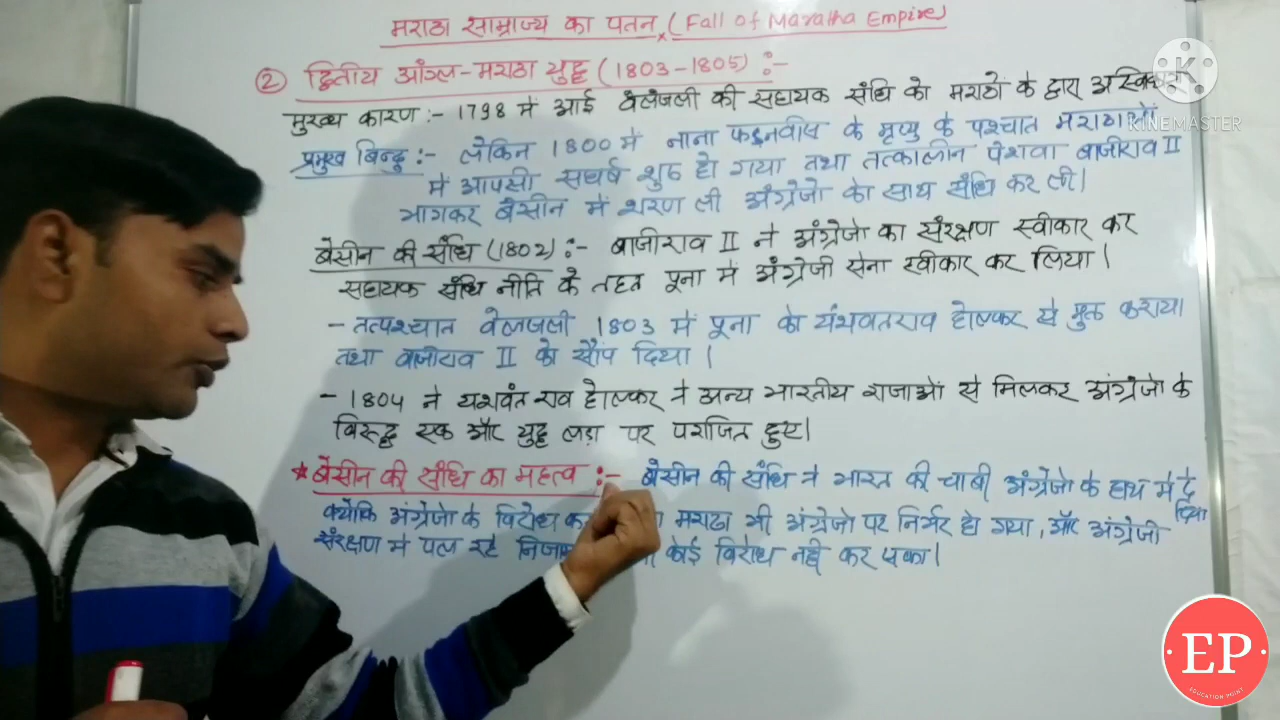 मराठा साम्राज्य का पतन (Fall of Maratha Empire)
② द्वितीय आंग्ल-मराठा युद्ध (1803-1805) :-
मुख्य कारण :- 1798 मे आई वेलेजली की सहायक संधि को मराठो के द्वारा अस्विकार
प्रमुख बिन्दु :- लेकिन 1800 मे नाना फड़नवीस के मृत्यु के पश्चात मराठाओ
मे आपसी संघर्ष शुरु हो गया तथा तत्कालीन पेशवा बाजीराव II
भागकर बेसीन मे शरण ली अंग्रेजो के साथ संधि कर ली।
बेसीन की संधि (1802) :- बाजीराव II ने अंग्रेजो का संरक्षण स्वीकार कर
सहायक संधि नीति के तहत पूना मे अंग्रेजी सेना स्वीकार कर लिया।
- तत्पश्चात वेलजली 1803 मे पूना को यशवंतराव होल्कर से मुक्त कराया
तथा बाजीराव II को सौंप दिया।
- 1804 ने यशवंत राव होल्कर ने अन्य भारतीय राजाओं से मिलकर अंग्रेजो के
विरूद्ध एक और युद्ध लड़ा पर पराजित हुए।
* बेसीन की संधि का महत्व :- बेसीन की संधि ने भारत की चाबी अंग्रेजो के हाथ मे दे दिया
क्योकि अंग्रेजो के विरोध मराठा भी अंग्रेजो पर निर्भर हो गया, और अंग्रेजी
संरक्षण मे पल रहे कोई विरोध नही कर सका।
KINEMASTER
EP
EDUCATION POINT